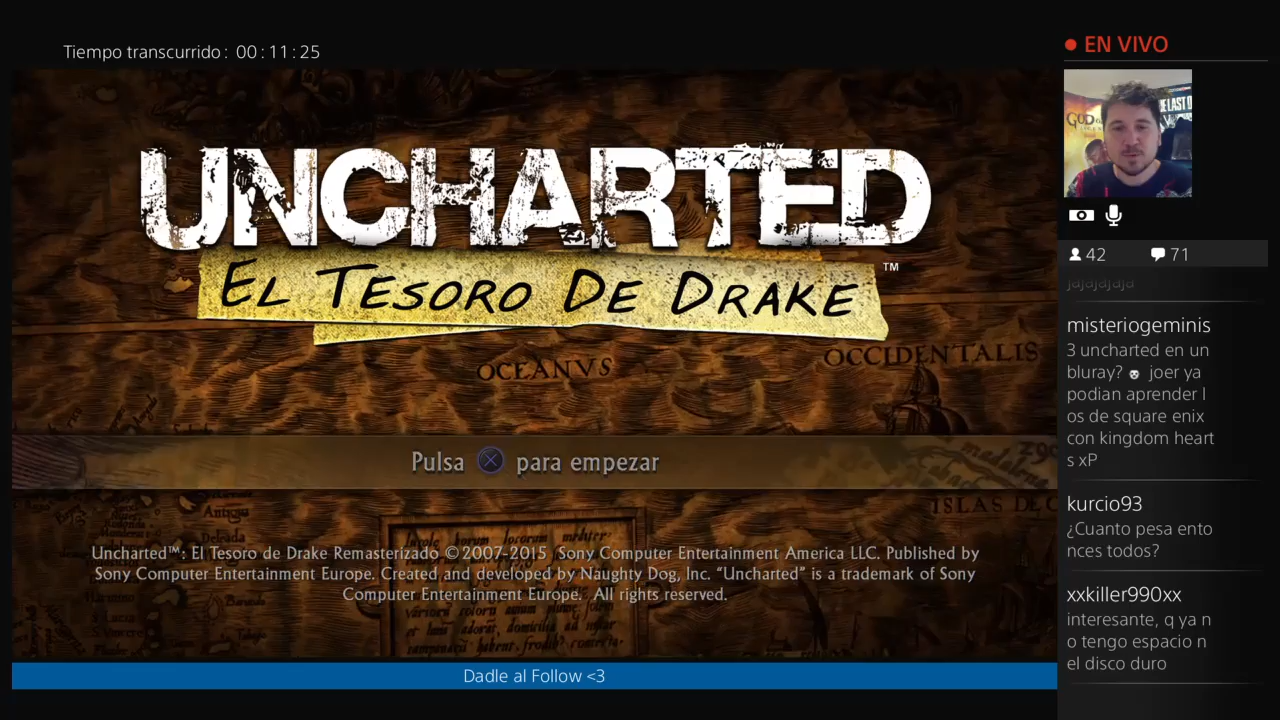 Tiempo transcurrido: 00:11:25
EN VIVO
UNCHARTED
EL TESORO DE DRAKE
™
OCEANVS
OCCIDENTALIS
Pulsa para empezar
ISLAS DE
Antigua
Deleada
Uncharted™: El Tesoro de Drake Remasterizado ©2007-2015 Sony Computer Entertainment America LLC. Published by
Sony Computer Entertainment Europe. Created and developed by Naughty Dog, Inc. “Uncharted” is a trademark of Sony
Computer Entertainment Europe. All rights reserved.
Dadle al Follow <3
42 71
jajajajaja
misteriogeminis
3 uncharted en un
bluray? joer ya
podian aprender l
os de square enix
con kingdom heart
s xP
kurcio93
¿Cuanto pesa ento
nces todos?
xxkiller990xx
interesante, q ya n
o tengo espacio n
el disco duro